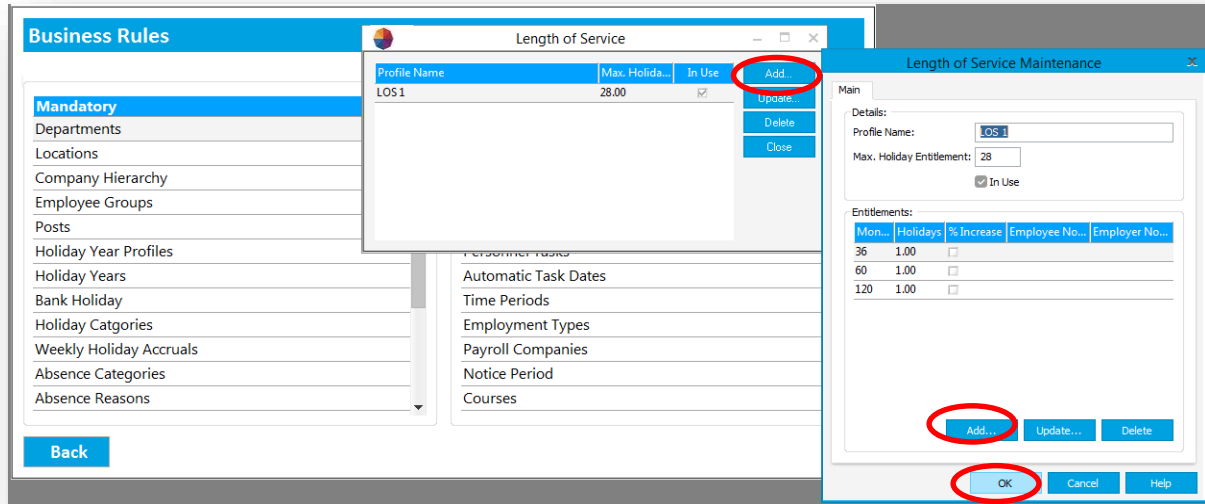 Business Rules
Mandatory
Departments
Locations
Company Hierarchy
Employee Groups
Posts
Holiday Year Profiles
Holiday Years
Bank Holiday
Holiday Catgories
Weekly Holiday Accruals
Absence Categories
Absence Reasons
Personnel Tasks
Automatic Task Dates
Time Periods
Employment Types
Payroll Companies
Notice Period
Courses
Back
Length of Service
Profile Name Max. Holida... In Use
LOS 1 28.00
Add...
Update...
Delete
Close
Length of Service Maintenance
Main
Details:
Profile Name: LOS 1
Max. Holiday Entitlement: 28
In Use
Entitlements:
Mon... Holidays % Increase Employee No... Employer No...
36 1.00
60 1.00
120 1.00
Add... Update... Delete
OK Cancel Help